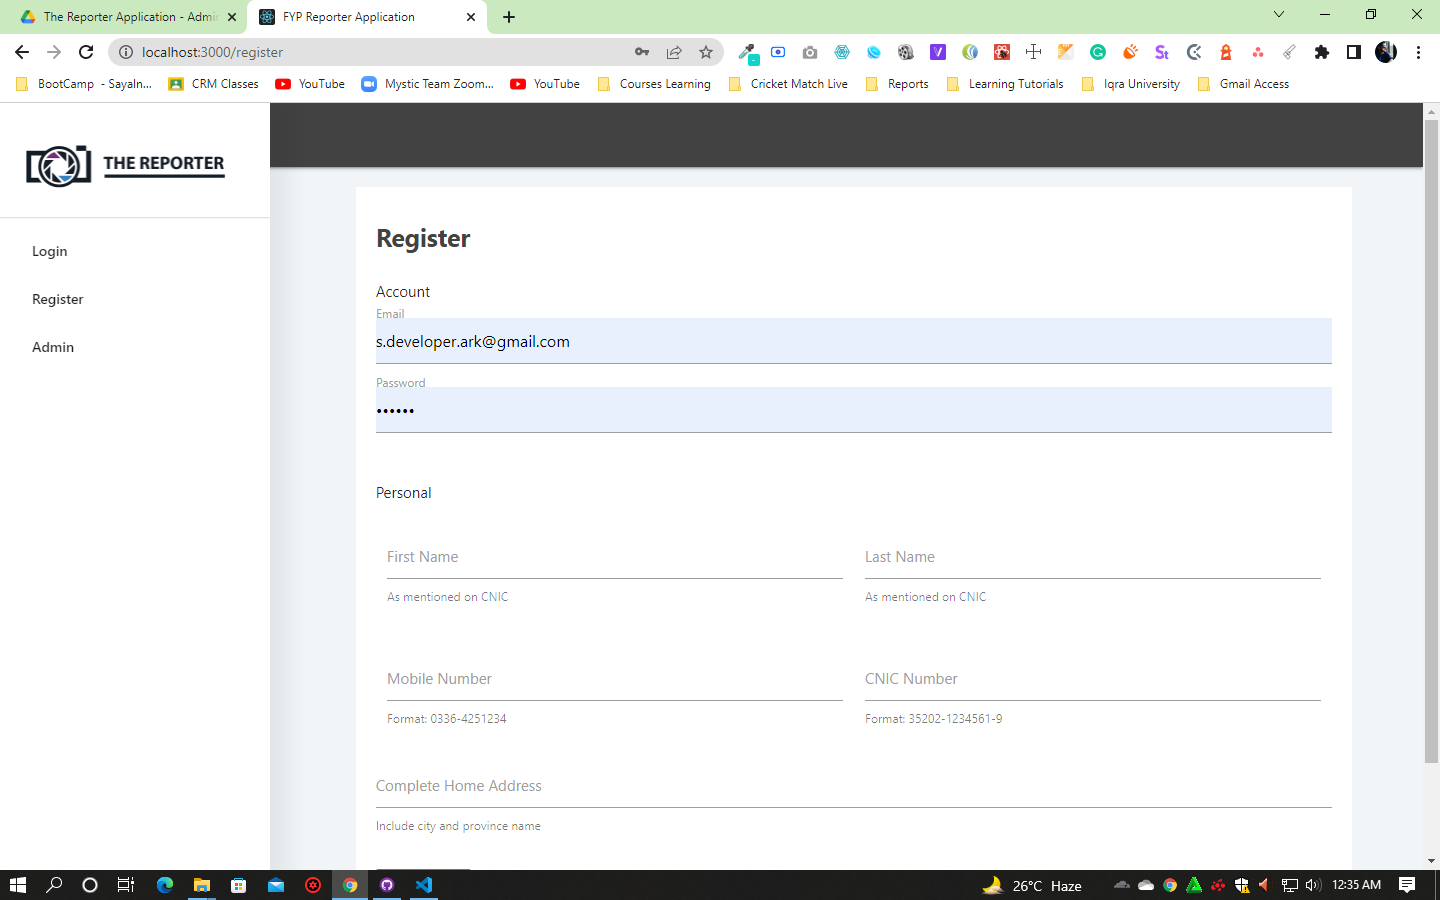 The Reporter Application - Admi
FYP Reporter Application
localhost:3000/register
BootCamp - Sayaln...
CRM Classes
YouTube
Mystic Team Zoom...
YouTube
Courses Learning
Cricket Match Live
Reports
Learning Tutorials
Iqra University
Gmail Access
THE REPORTER
Login
Register
Admin
Register
Account
Email
s.developer.ark@gmail.com
Password
••••••
Personal
First Name
Last Name
As mentioned on CNIC
As mentioned on CNIC
Mobile Number
CNIC Number
Format: 0336-4251234
Format: 35202-1234561-9
Complete Home Address
Include city and province name
26°C Haze
12:35 AM